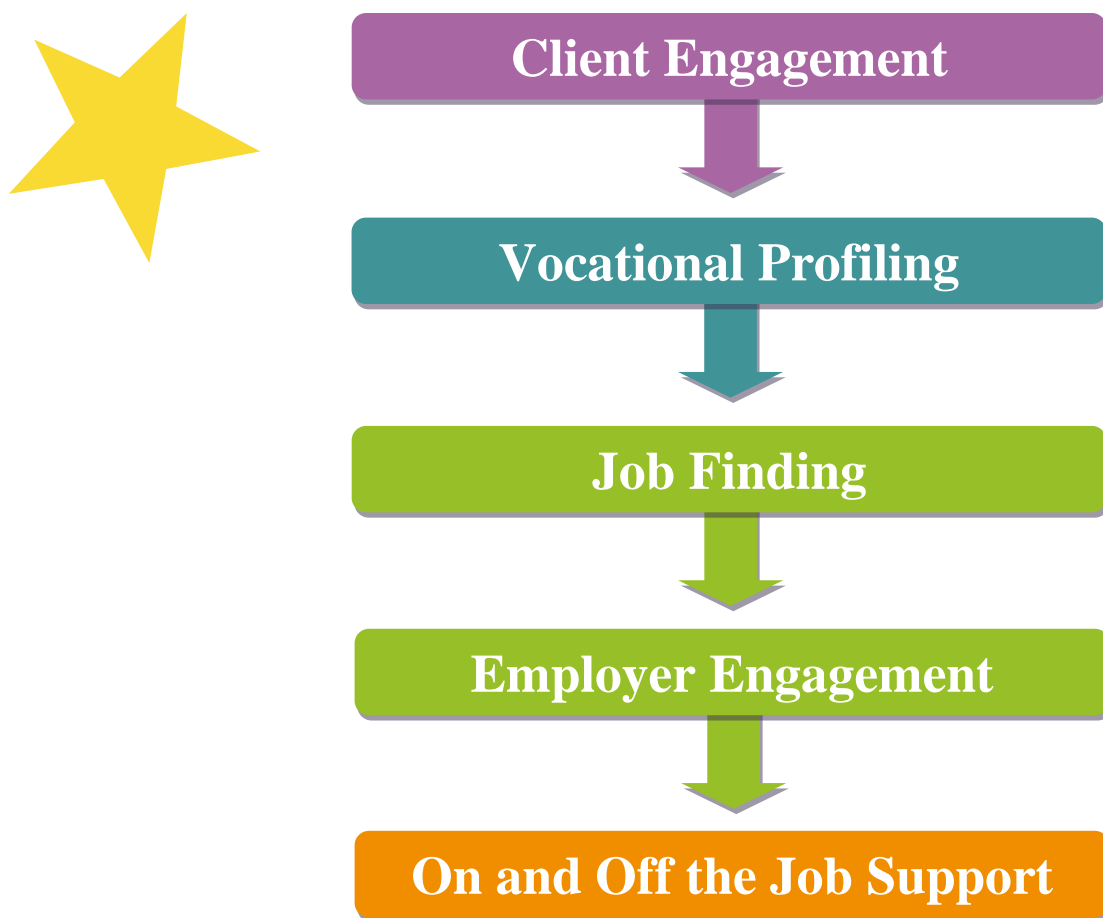 Client Engagement
Vocational Profiling
Job Finding
Employer Engagement
On and Off the Job Support